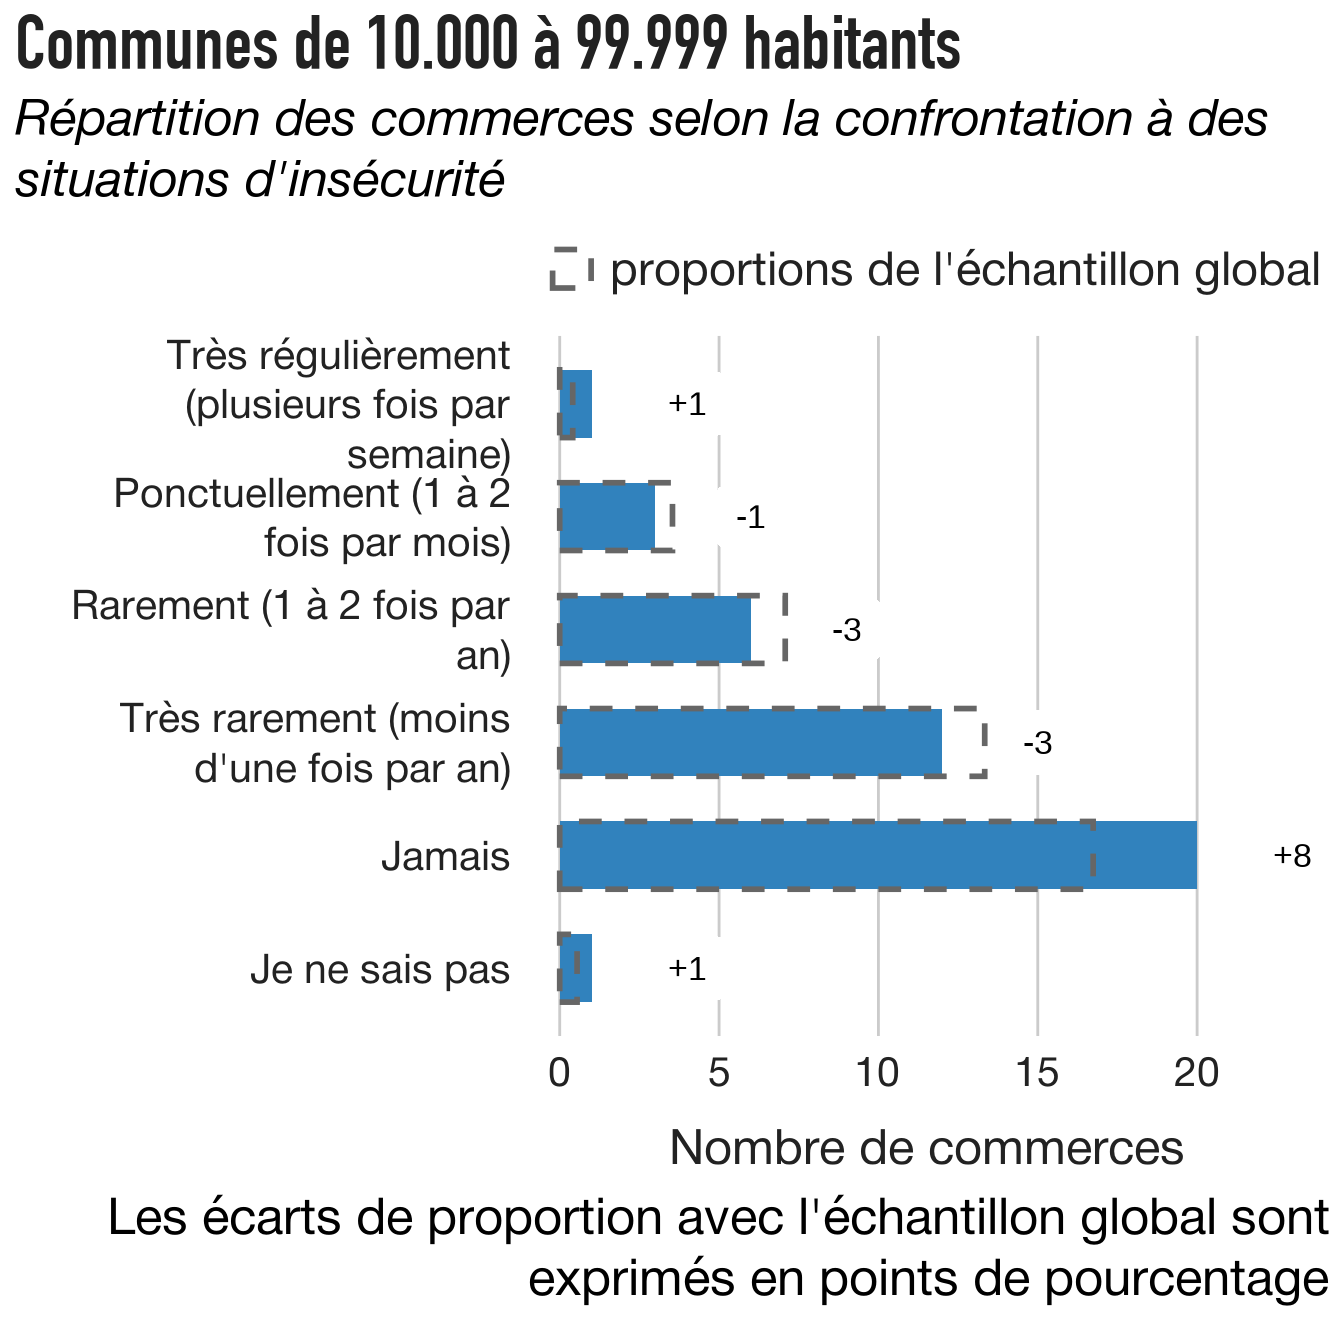 Communes de 10.000 à 99.999 habitants
Répartition des commerces selon la confrontation à des
situations d'insécurité
proportions de l'échantillon global
Très régulièrement
(plusieurs fois par
semaine)
+1
Ponctuellement (1 à 2
fois par mois)
-1
Rarement (1 à 2 fois par
an)
-3
Très rarement (moins
d'une fois par an)
-3
Jamais
+8
Je ne sais pas
+1
0 5 10 15 20
Nombre de commerces
Les écarts de proportion avec l'échantillon global sont
exprimés en points de pourcentage